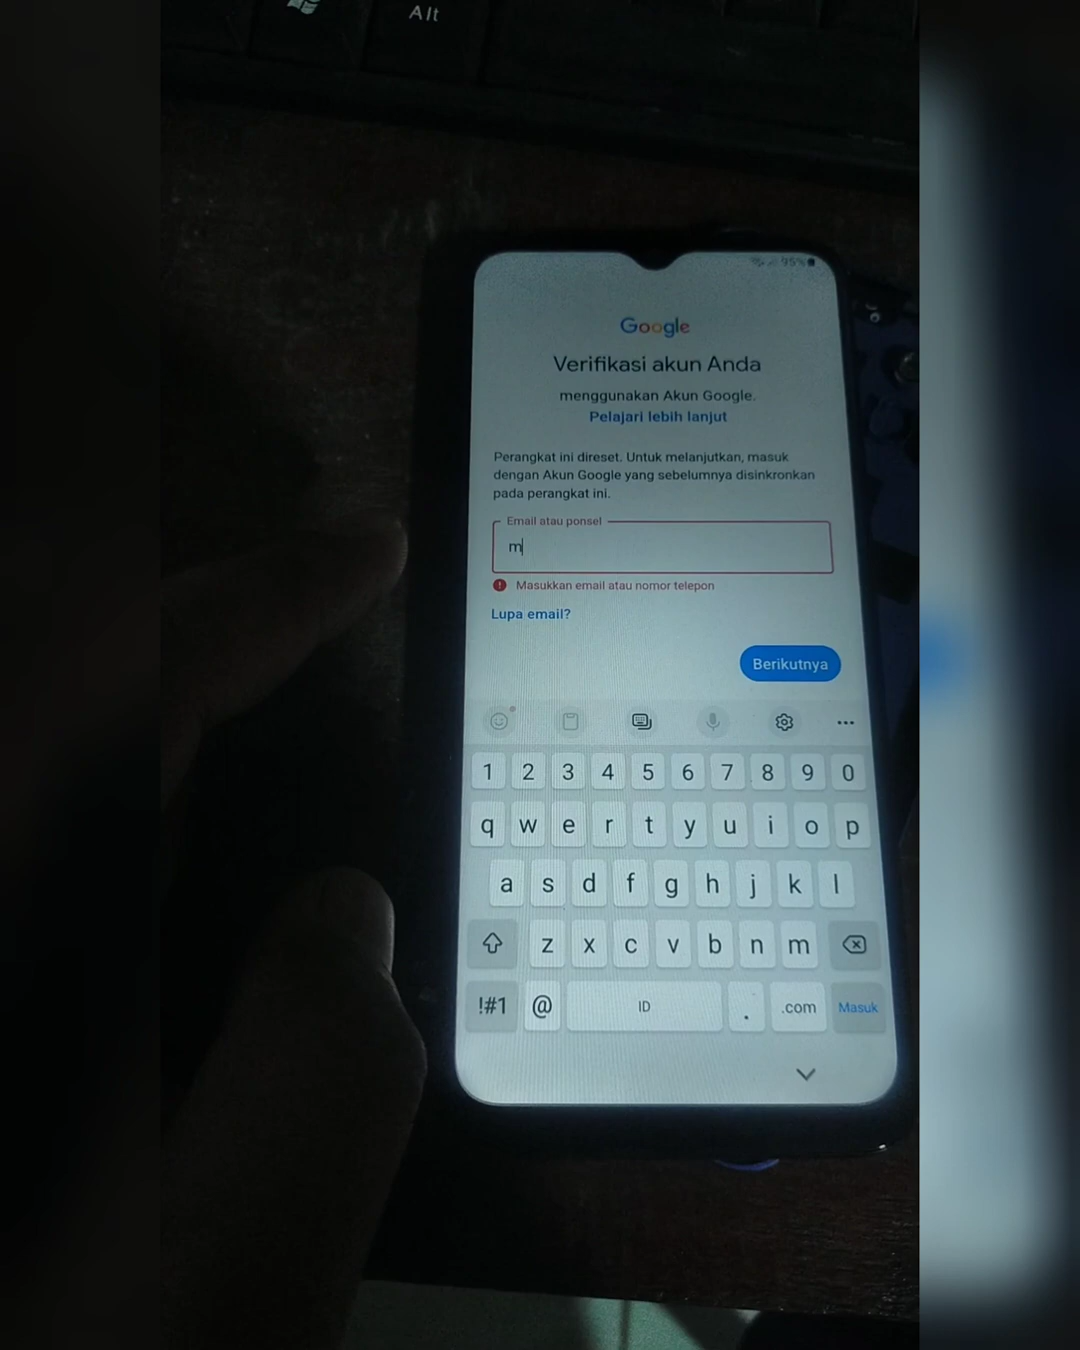 Alt
95%
Google
Verifikasi akun Anda
menggunakan Akun Google.
Pelajari lebih lanjut
Perangkat ini direset. Untuk melanjutkan, masuk
dengan Akun Google yang sebelumnya disinkronkan
pada perangkat ini.
Email atau ponsel
m
Masukkan email atau nomor telepon
Lupa email?
Berikutnya
1 2 3 4 5 6 7 8 9 0
q w e r t y u i o p
a s d f g h j k l
z x c v b n m
!#1 @ ID . .com Masuk